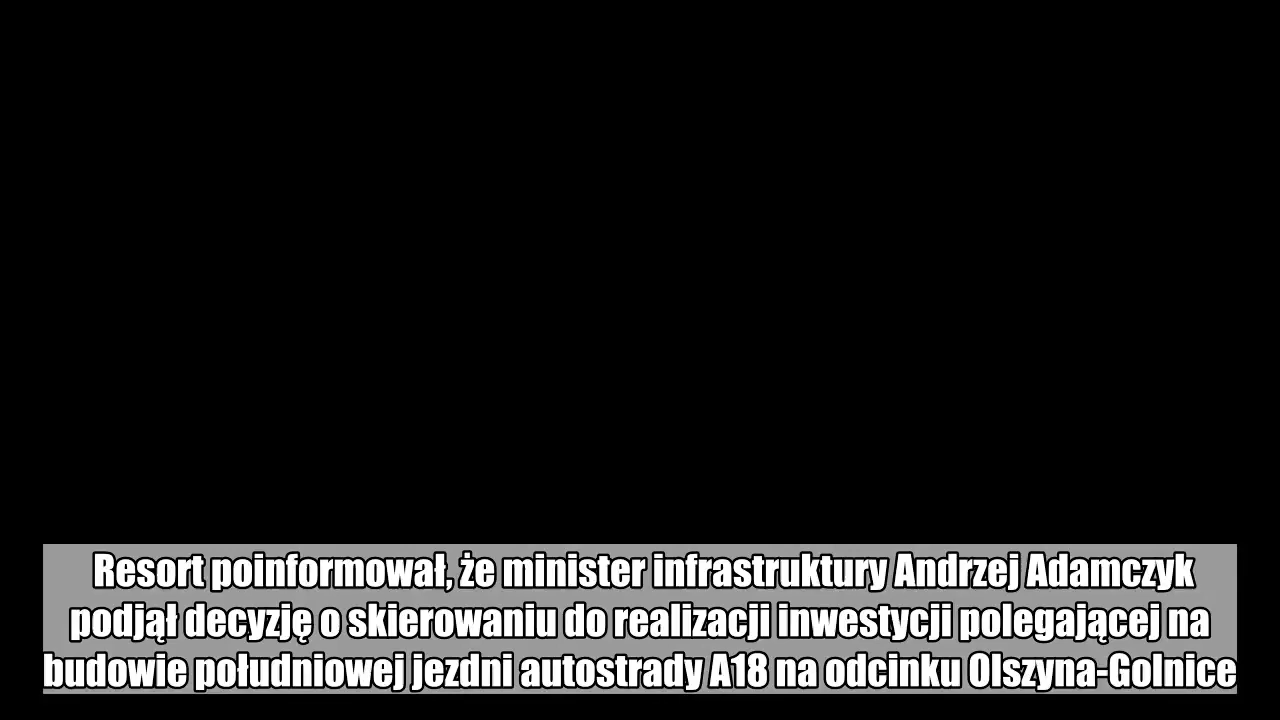 Resort poinformował, że minister infrastruktury Andrzej Adamczyk
podjął decyzję o skierowaniu do realizacji inwestycji polegającej na
budowie południowej jezdni autostrady A18 na odcinku Olszyna-Golnice